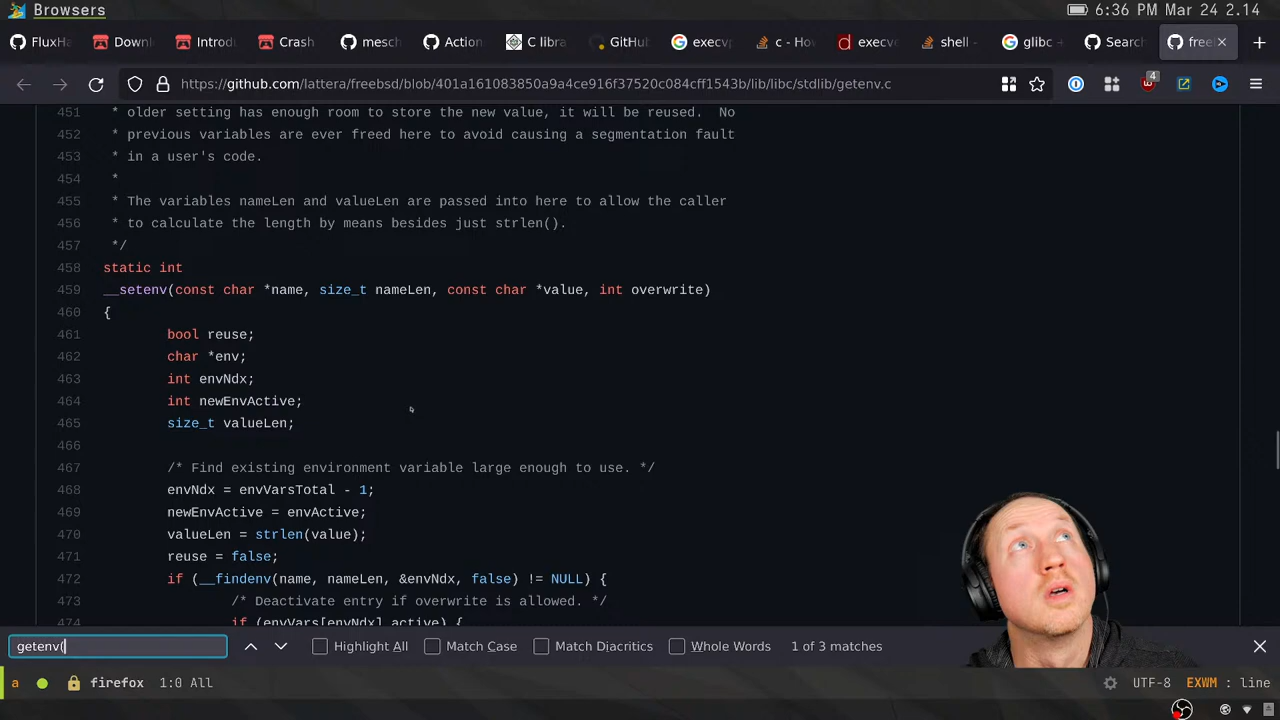 Browsers
6:36 PM Mar 24 2.14
FluxHa
Downl
Introdu
Crash
mesch
Action
C libra
GitHub
execvp
c - How
execve
shell -
glibc
Search
free
https://github.com/lattera/freebsd/blob/401a161083850a9a4ce916f37520c084cff1543b/lib/libc/stdlib/getenv.c
4
451 * older setting has enough room to store the new value, it will be reused. No
452 * previous variables are ever freed here to avoid causing a segmentation fault
453 * in a user's code.
454 *
455 * The variables nameLen and valueLen are passed into here to allow the caller
456 * to calculate the length by means besides just strlen().
457 */
458 static int
459 __setenv(const char *name, size_t nameLen, const char *value, int overwrite)
460 {
461 bool reuse;
462 char *env;
463 int envNdx;
464 int newEnvActive;
465 size_t valueLen;
466
467 /* Find existing environment variable large enough to use. */
468 envNdx = envVarsTotal - 1;
469 newEnvActive = envActive;
470 valueLen = strlen(value);
471 reuse = false;
472 if (__findenv(name, nameLen, &envNdx, false) != NULL) {
473 /* Deactivate entry if overwrite is allowed. */
474 if (envVars[envNdx].active) {
getenv(
Highlight All
Match Case
Match Diacritics
Whole Words
1 of 3 matches
a
firefox 1:0 All
UTF-8 EXWM : line